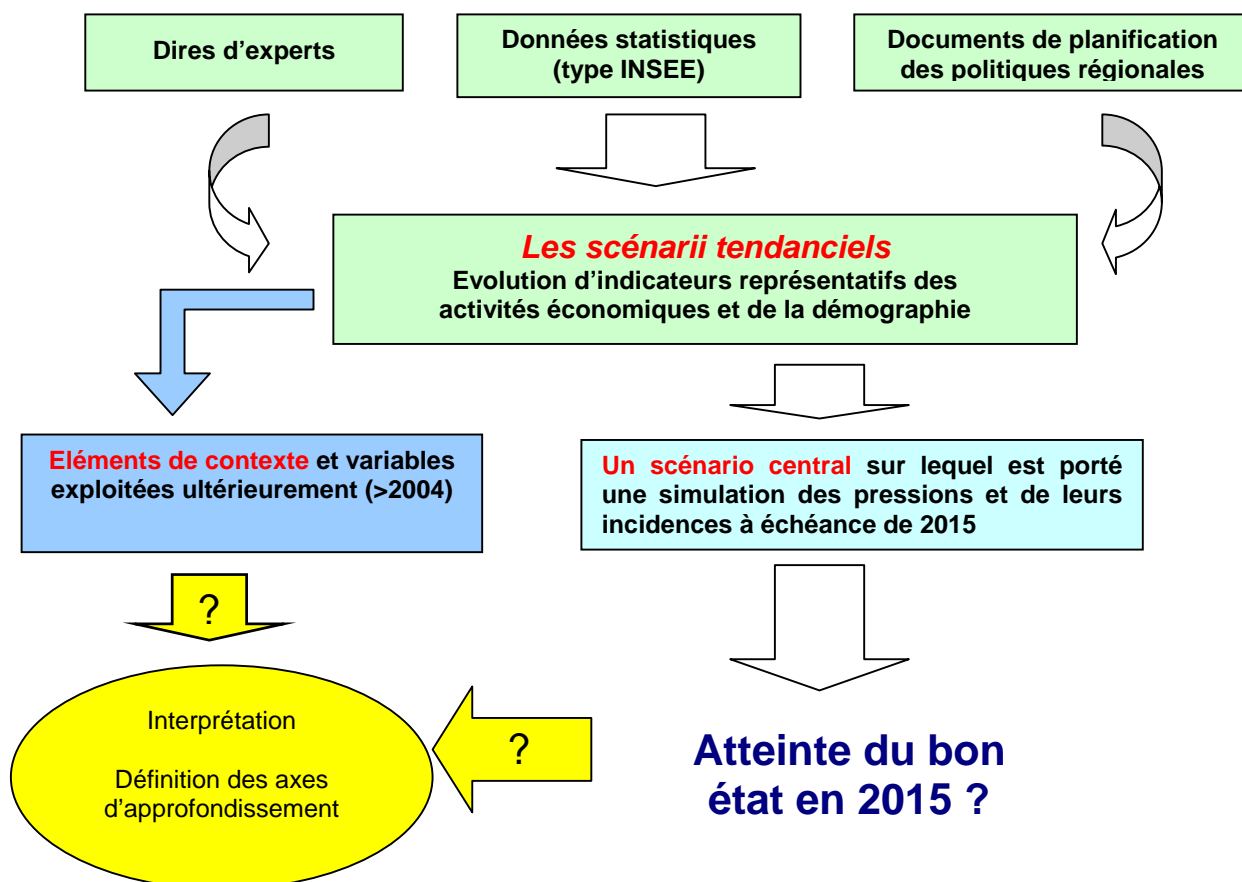 Dires d’experts
Données statistiques
(type INSEE)
Documents de planification
des politiques régionales
Les scénarii tendanciels
Evolution d’indicateurs représentatifs des
activités économiques et de la démographie
Eléments de contexte et variables
exploitées ultérieurement (>2004)
Un scénario central sur lequel est porté
une simulation des pressions et de leurs
incidences à échéance de 2015
?
Interprétation
Définition des axes
d’approfondissement
?
Atteinte du bon
état en 2015 ?